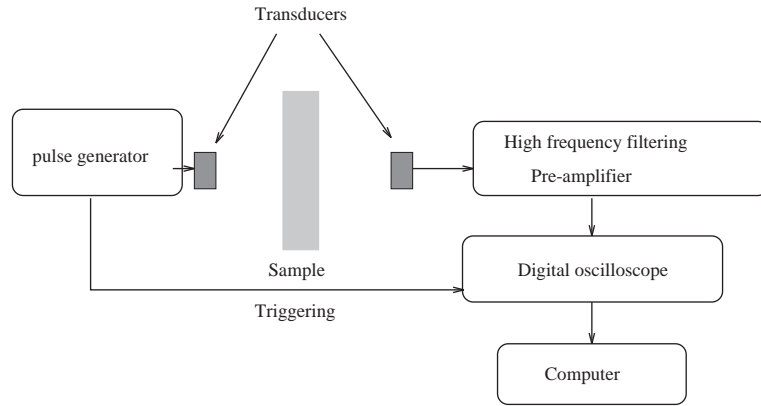 Transducers
pulse generator
High frequency filtering
Pre-amplifier
Sample
Digital oscilloscope
Triggering
Computer